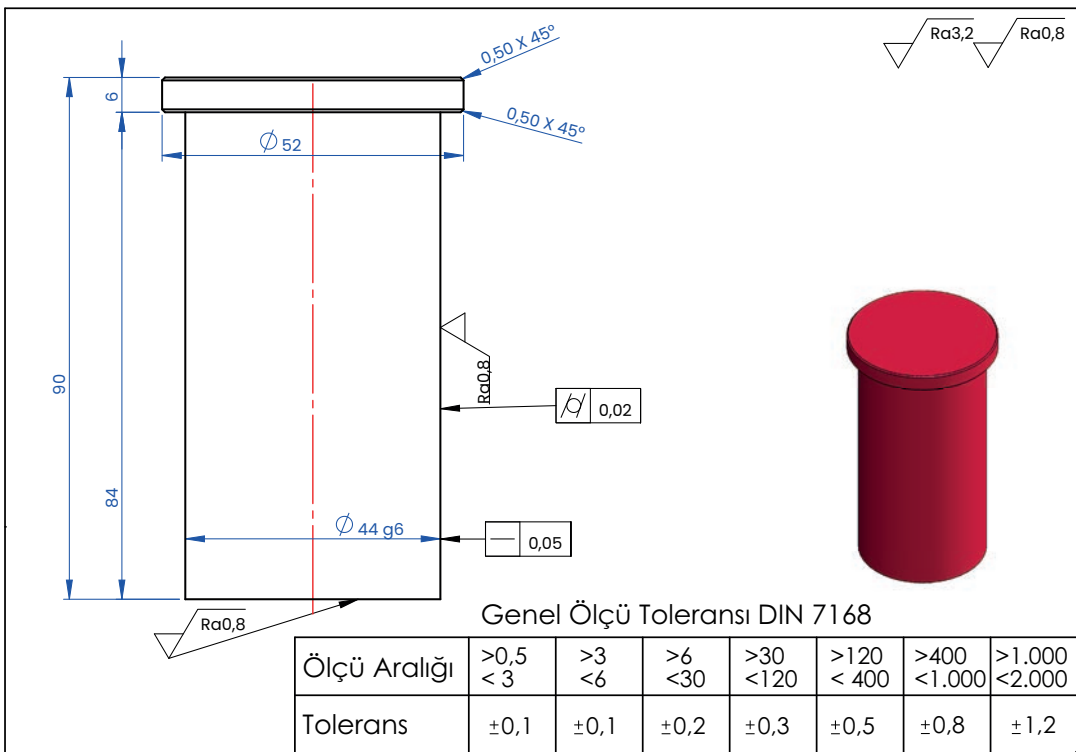 Ra3,2 Ra0,8
0,50 X 45°
6
0,50 X 45°
Ø 52
Ra0,8
90
0,02
84
Ø 44 g6
0,05
Ra0,8
Genel Ölçü Toleransı DIN 7168
Ölçü Aralığı >0,5 >3 >6 >30 >120 >400 >1.000
< 3 <6 <30 <120 < 400 <1.000 <2.000
Tolerans ±0,1 ±0,1 ±0,2 ±0,3 ±0,5 ±0,8 ±1,2